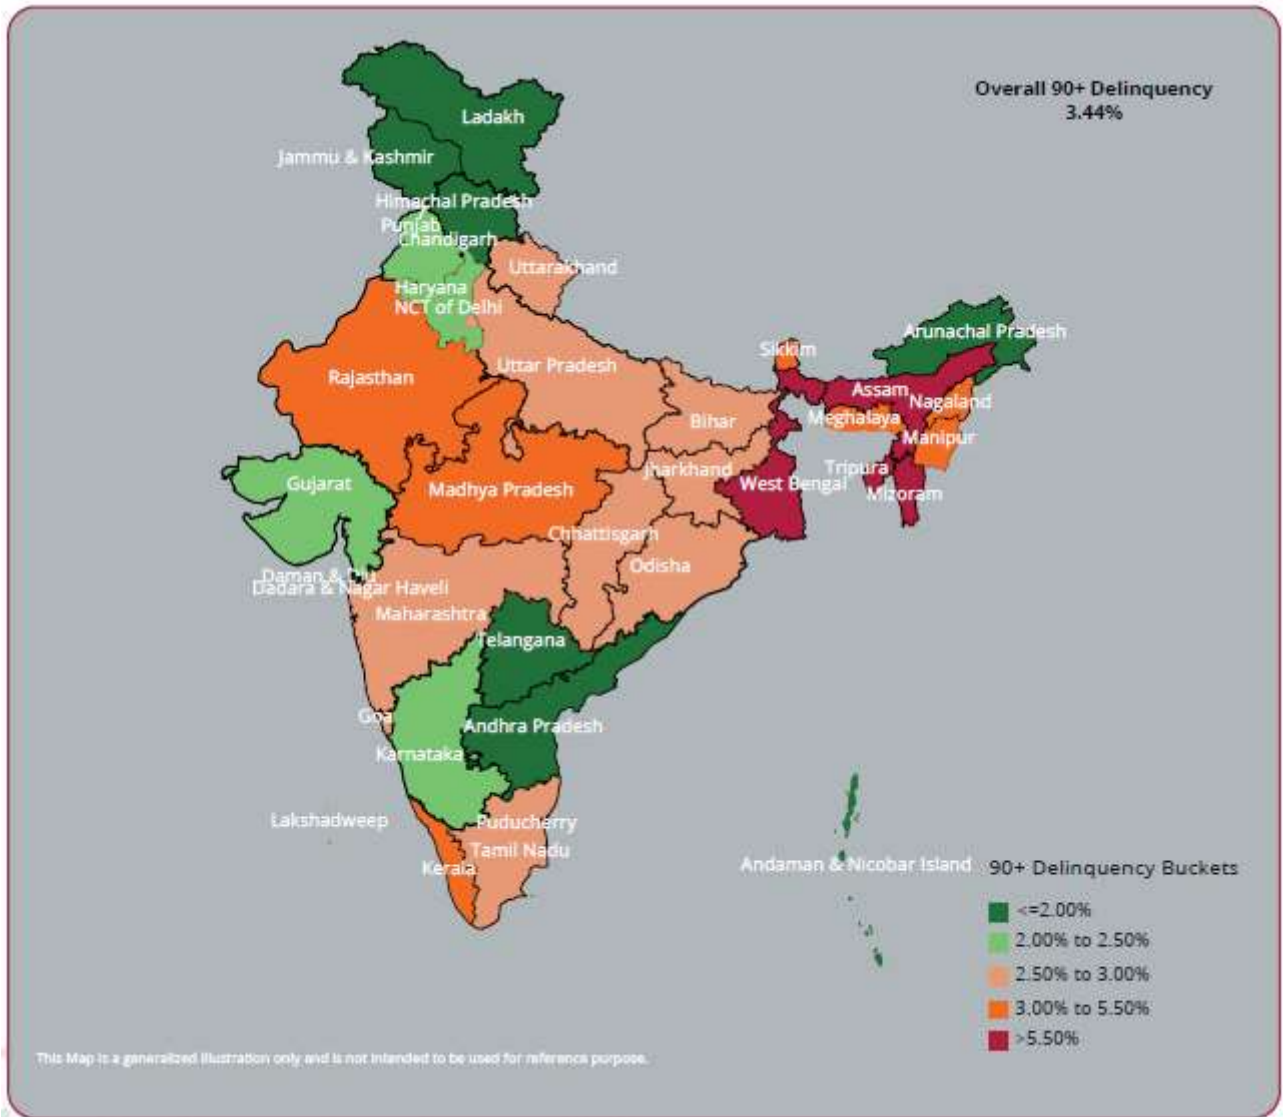 Overall 90+ Delinquency
3.44%
Ladakh
Jammu & Kashmir
Himachal Pradesh
Punjab
Chandigarh
Uttarakhand
Haryana
NCT of Delhi
Arunachal Pradesh
Sikkim
Uttar Pradesh
Rajasthan
Assam
Nagaland
Meghalaya
Bihar
Manipur
Jharkhand
Tripura
Gujarat
West Bengal
Madhya Pradesh
Mizoram
Chhattisgarh
Odisha
Daman & Diu
Dadara & Nagar Haveli
Maharashtra
Telangana
Goa
Andhra Pradesh
Karnataka
Lakshadweep
Puducherry
Tamil Nadu
Kerala
Andaman & Nicobar Island
90+ Delinquency Buckets
<=2.00%
2.00% to 2.50%
2.50% to 3.00%
3.00% to 5.50%
>5.50%
This Map is a generalized illustration only and is not intended to be used for reference purpose.